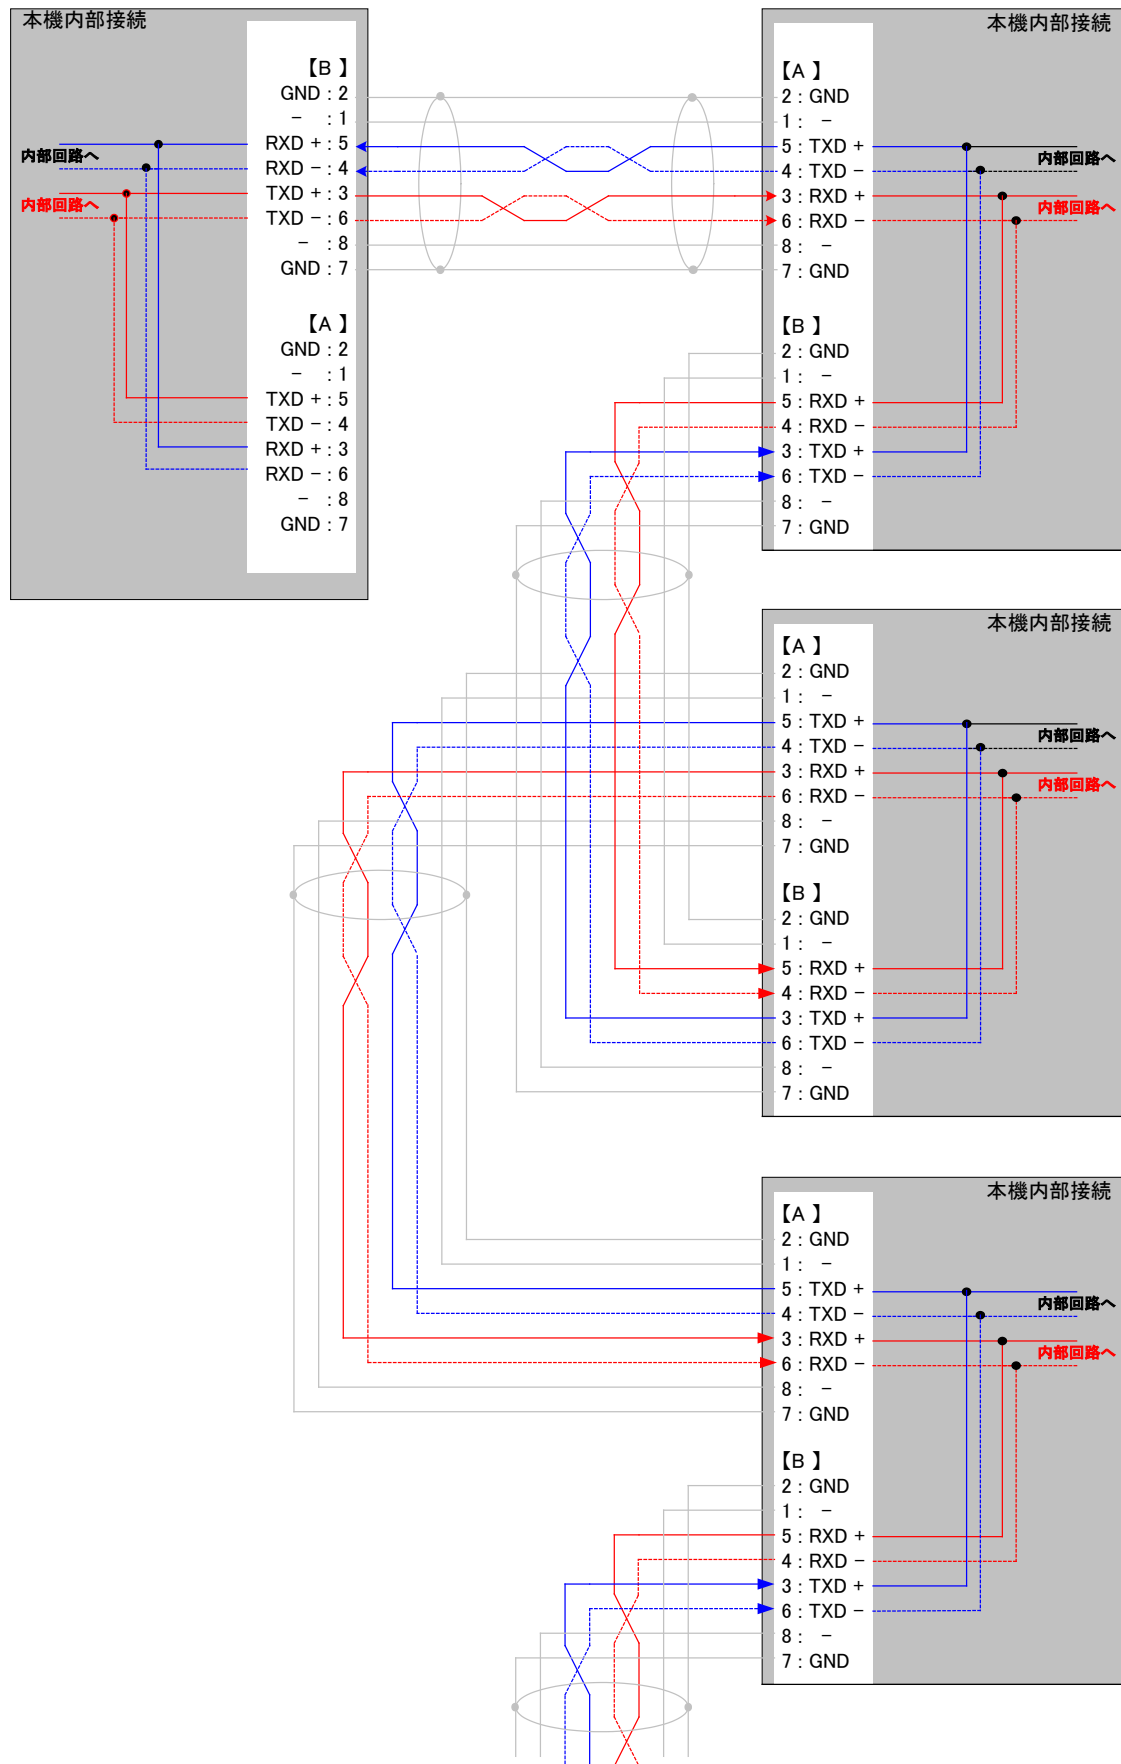 本機内部接続
【B 】
GND : 2
− : 1
RXD + : 5
RXD − : 4
TXD + : 3
TXD − : 6
− : 8
GND : 7
内部回路へ
内部回路へ
【A 】
GND : 2
− : 1
TXD + : 5
TXD − : 4
RXD + : 3
RXD − : 6
− : 8
GND : 7
本機内部接続
【A 】
2 : GND
1 : −
5 : TXD +
4 : TXD −
3 : RXD +
6 : RXD −
8 : −
7 : GND
内部回路へ
内部回路へ
【B 】
2 : GND
1 : −
5 : RXD +
4 : RXD −
3 : TXD +
6 : TXD −
8 : −
7 : GND
本機内部接続
【A 】
2 : GND
1 : −
5 : TXD +
4 : TXD −
3 : RXD +
6 : RXD −
8 : −
7 : GND
内部回路へ
内部回路へ
【B 】
2 : GND
1 : −
5 : RXD +
4 : RXD −
3 : TXD +
6 : TXD −
8 : −
7 : GND
本機内部接続
【A 】
2 : GND
1 : −
5 : TXD +
4 : TXD −
3 : RXD +
6 : RXD −
8 : −
7 : GND
内部回路へ
内部回路へ
【B 】
2 : GND
1 : −
5 : RXD +
4 : RXD −
3 : TXD +
6 : TXD −
8 : −
7 : GND